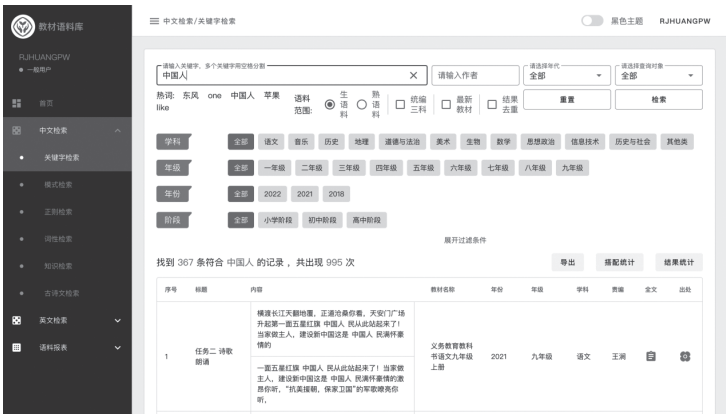 教材语料库
RJHUANGPW
一般用户
首页
中文检索
关键字检索
模式检索
正则检索
词性检索
知识检索
古诗文检索
英文检索
语料报表
中文检索/关键字检索
黑色主题 RJHUANGPW
请输入关键字，多个关键字用空格分割
中国人
请输入作者
请选择年代
全部
请选择查询对象
全部
热词: 东风 one 中国人 苹果
like
语料
范围:
生
语
料
熟
语
料
统编
三科
最新
教材
结果
去重
重置
检索
学科 全部 语文 音乐 历史 地理 道德与法治 美术 生物 数学 思想政治 信息技术 历史与社会 其他类
年级 全部 一年级 二年级 三年级 四年级 五年级 六年级 七年级 八年级 九年级
年份 全部 2022 2021 2018
阶段 全部 小学阶段 初中阶段 高中阶段
展开过滤条件
找到 367 条符合 中国人 的记录 ，共出现 995 次
导出 搭配统计 结果统计
序号 标题 内容 教材名称 年份 年级 学科 责编 全文 出处
1
任务二 诗歌
朗诵
横渡长江天翻地覆，正道沧桑你看，天安门广场
升起第一面五星红旗 中国人 民从此站起来了！
当家做主人，建设新中国这是 中国人 民满怀豪
情的
一面五星红旗 中国人 民从此站起来了！当家做
主人，建设新中国这是 中国人 民满怀豪情的激
昂你听，“抗美援朝，保家卫国”的军歌嘹亮你
听，
义务教育教科
书语文九年级
上册
2021
九年级
语文
王涧